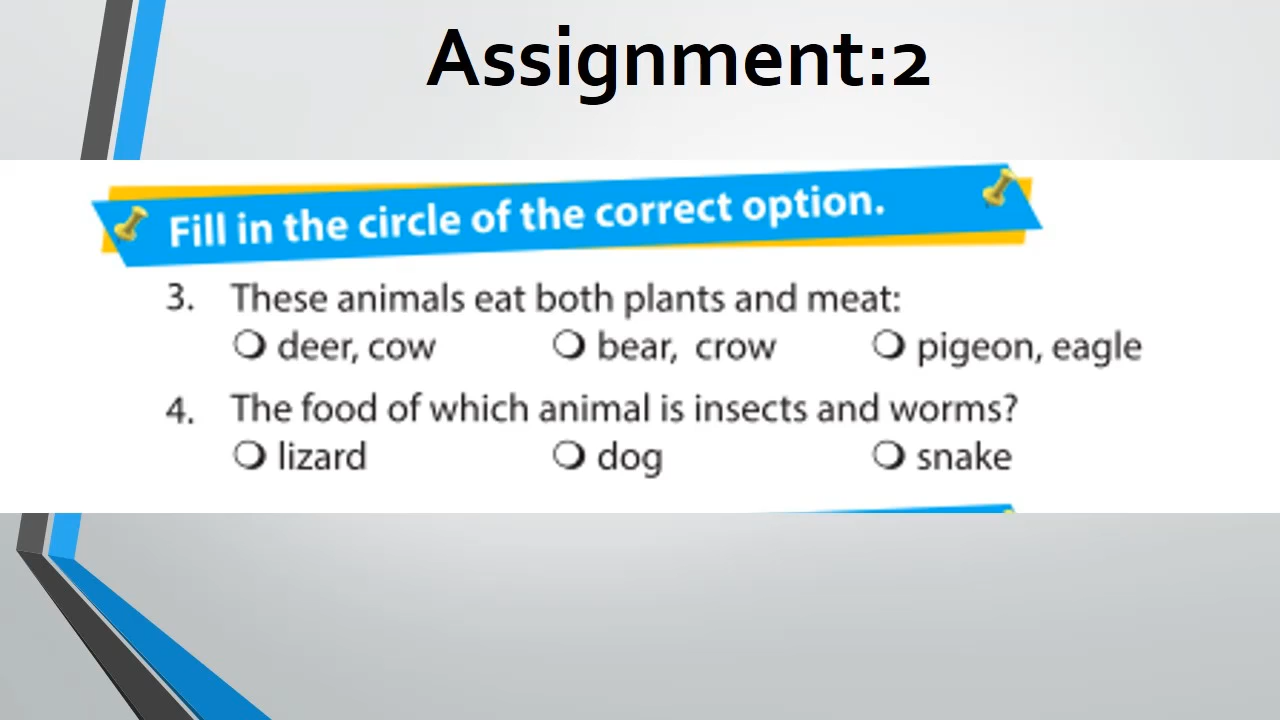 Assignment:2
Fill in the circle of the correct option.
3. These animals eat both plants and meat:
deer, cow bear, crow pigeon, eagle
4. The food of which animal is insects and worms?
lizard dog snake